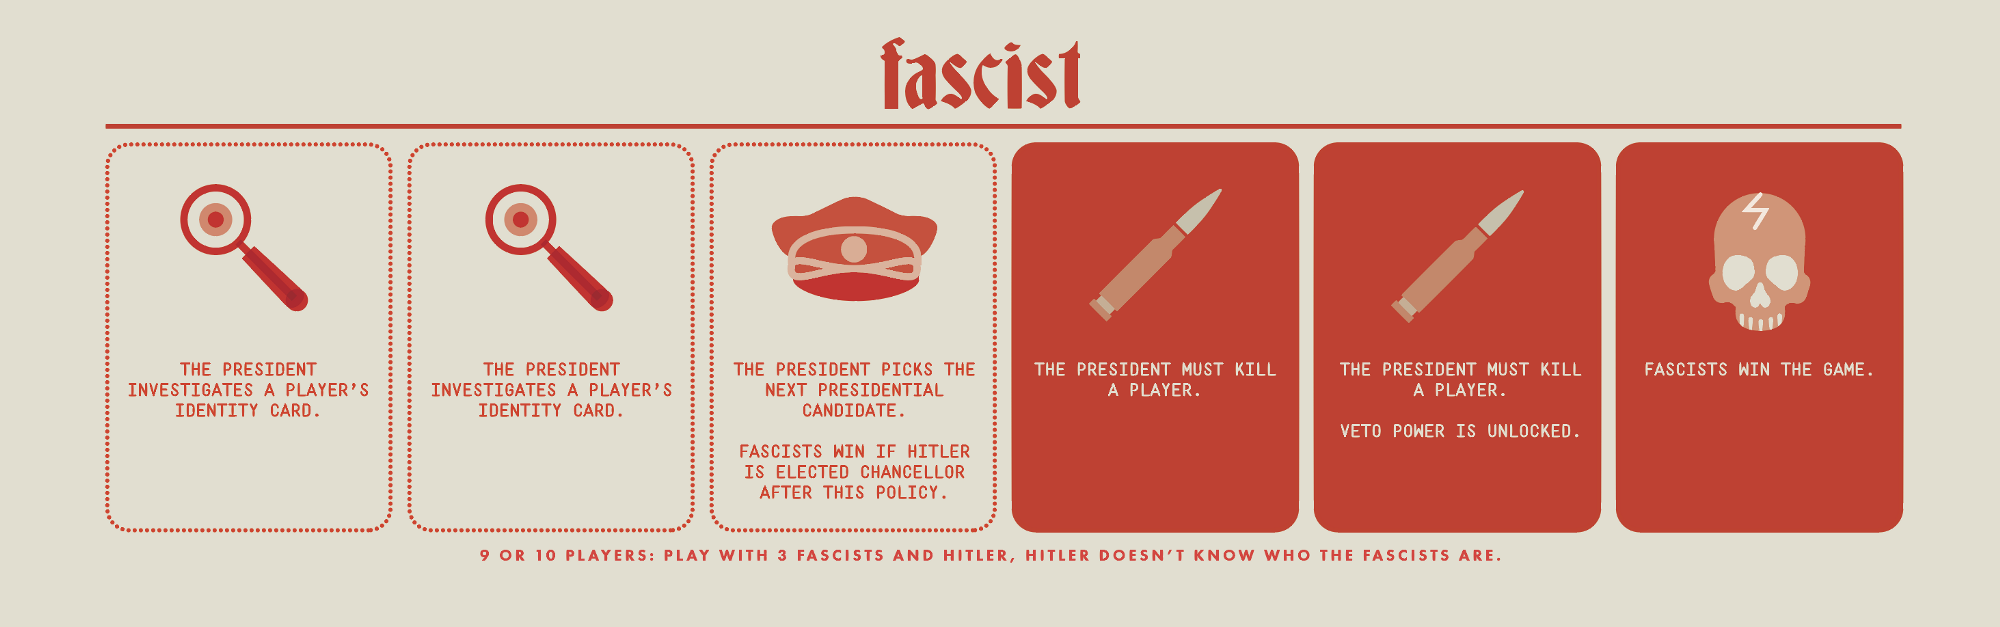 fascist
THE PRESIDENT
INVESTIGATES A PLAYER'S
IDENTITY CARD.
THE PRESIDENT
INVESTIGATES A PLAYER'S
IDENTITY CARD.
THE PRESIDENT PICKS THE
NEXT PRESIDENTIAL
CANDIDATE.
FASCISTS WIN IF HITLER
IS ELECTED CHANCELLOR
AFTER THIS POLICY.
THE PRESIDENT MUST KILL
A PLAYER.
THE PRESIDENT MUST KILL
A PLAYER.
VETO POWER IS UNLOCKED.
FASCISTS WIN THE GAME.
9 OR 10 PLAYERS: PLAY WITH 3 FASCISTS AND HITLER, HITLER DOESN'T KNOW WHO THE FASCISTS ARE.